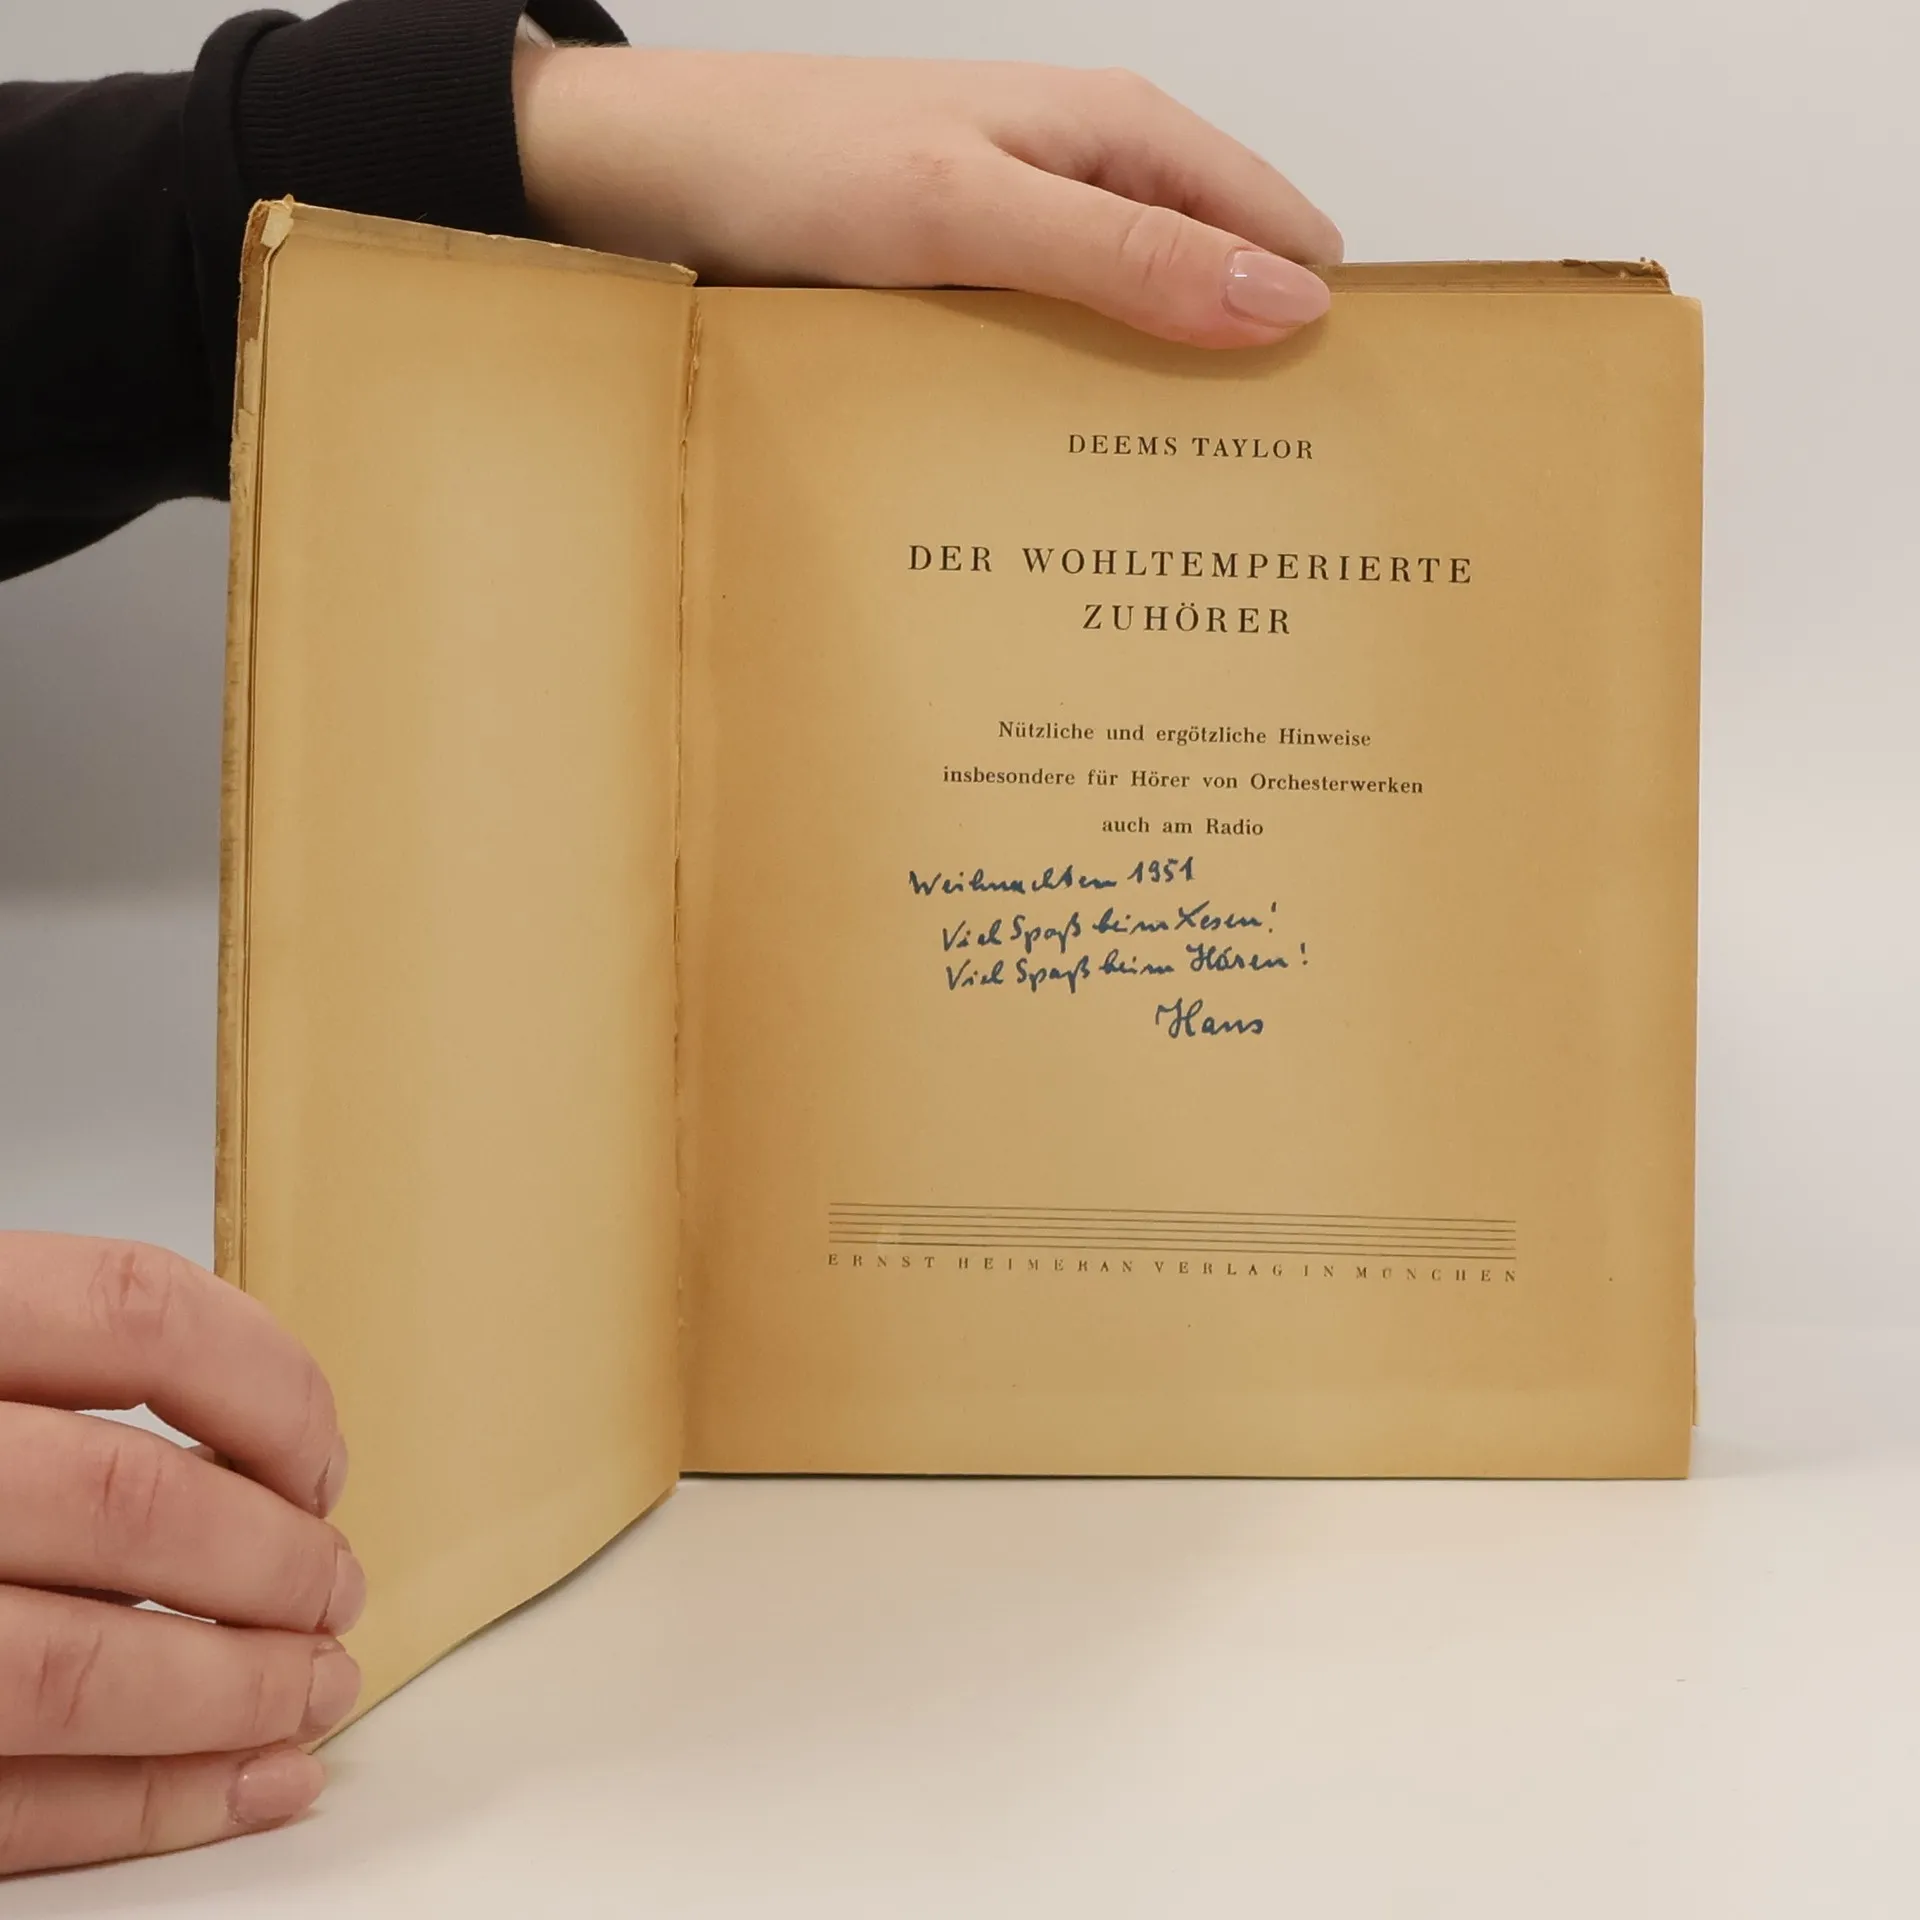 DEEMS TAYLOR
DER WOHLTEMPERIERTE
ZUHÖRER
Nützliche und ergötzliche Hinweise
insbesondere für Hörer von Orchesterwerken
auch am Radio
Weihnachten 1951
Viel Spaß beim Lesen!
Viel Spaß beim Hören!
Hans
ERNST HEIMERAN VERLAG IN MÜNCHEN